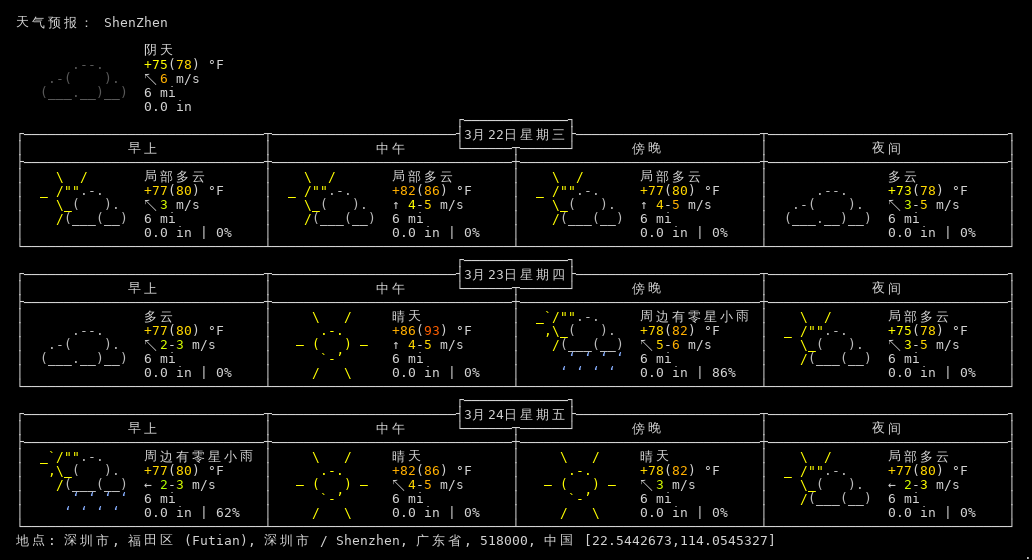 天气预报： ShenZhen
阴天
+75(78) °F
↖ 6 m/s
6 mi
0.0 in
3月22日星期三
早上 中午 傍晚 夜间
局部多云 局部多云 局部多云 多云
+77(80) °F +82(86) °F +77(80) °F +73(78) °F
↖ 3 m/s ↑ 4-5 m/s ↑ 4-5 m/s ↖ 3-5 m/s
6 mi 6 mi 6 mi 6 mi
0.0 in | 0% 0.0 in | 0% 0.0 in | 0% 0.0 in | 0%
3月23日星期四
早上 中午 傍晚 夜间
多云 晴天 周边有零星小雨 局部多云
+77(80) °F +86(93) °F +78(82) °F +75(78) °F
↖ 2-3 m/s ↑ 4-5 m/s ↖ 5-6 m/s ↖ 3-5 m/s
6 mi 6 mi 6 mi 6 mi
0.0 in | 0% 0.0 in | 0% 0.0 in | 86% 0.0 in | 0%
3月24日星期五
早上 中午 傍晚 夜间
周边有零星小雨 晴天 晴天 局部多云
+77(80) °F +82(86) °F +78(82) °F +77(80) °F
← 2-3 m/s ↖ 4-5 m/s ↖ 3 m/s ← 2-3 m/s
6 mi 6 mi 6 mi 6 mi
0.0 in | 62% 0.0 in | 0% 0.0 in | 0% 0.0 in | 0%
地点: 深圳市, 福田区 (Futian), 深圳市 / Shenzhen, 广东省, 518000, 中国 [22.5442673,114.0545327]